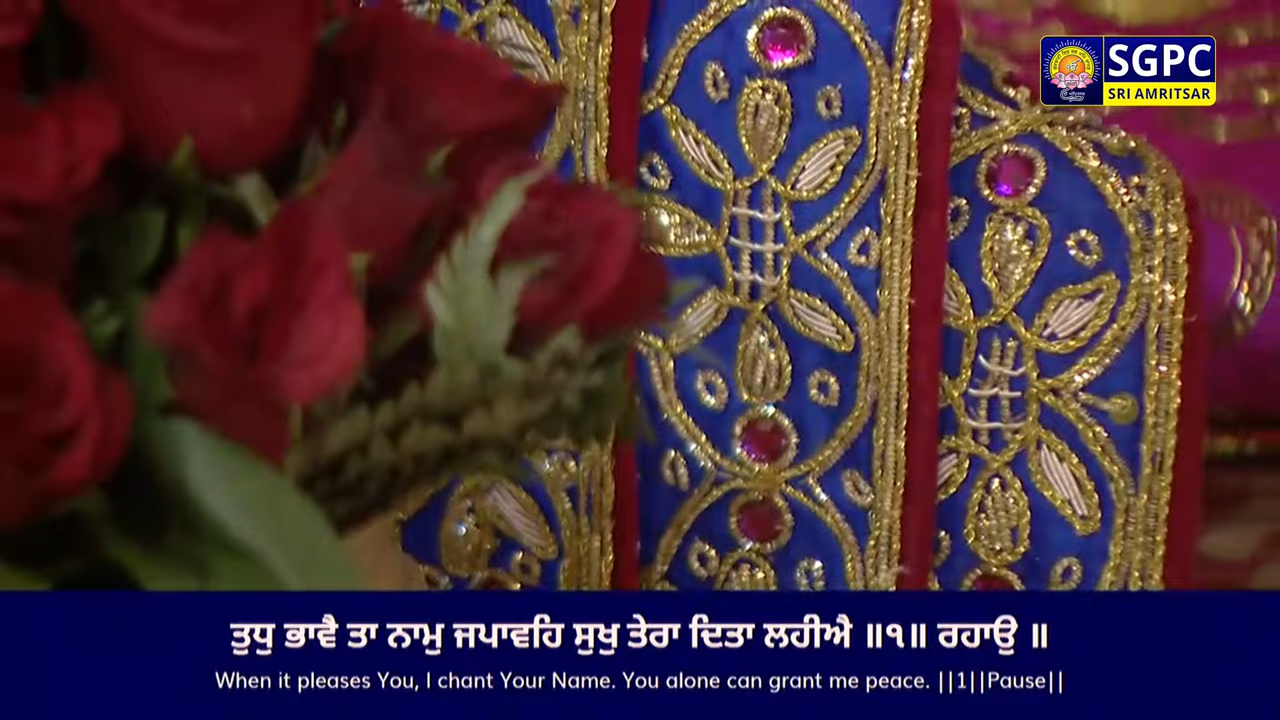 SGPC
SRI AMRITSAR
ਤੁਧੁ ਭਾਵੈ ਤਾ ਨਾਮੁ ਜਪਾਵਹਿ ਸੁਖੁ ਤੇਰਾ ਦਿਤਾ ਲਹੀਐ ॥੧॥ ਰਹਾਉ ॥
When it pleases You, I chant Your Name. You alone can grant me peace. ||1||Pause||